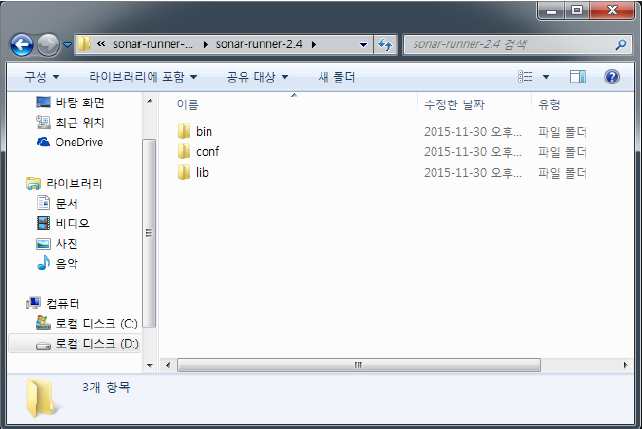 « sonar-runner-... ▸ sonar-runner-2.4 ▸
sonar-runner-2.4 검색
구성 라이브러리에 포함 공유 대상 새 폴더
바탕 화면
최근 위치
OneDrive
라이브러리
문서
비디오
사진
음악
컴퓨터
로컬 디스크 (C:)
로컬 디스크 (D:)
이름 수정한 날짜 유형
bin 2015-11-30 오후... 파일 폴더
conf 2015-11-30 오후... 파일 폴더
lib 2015-11-30 오후... 파일 폴더
3개 항목